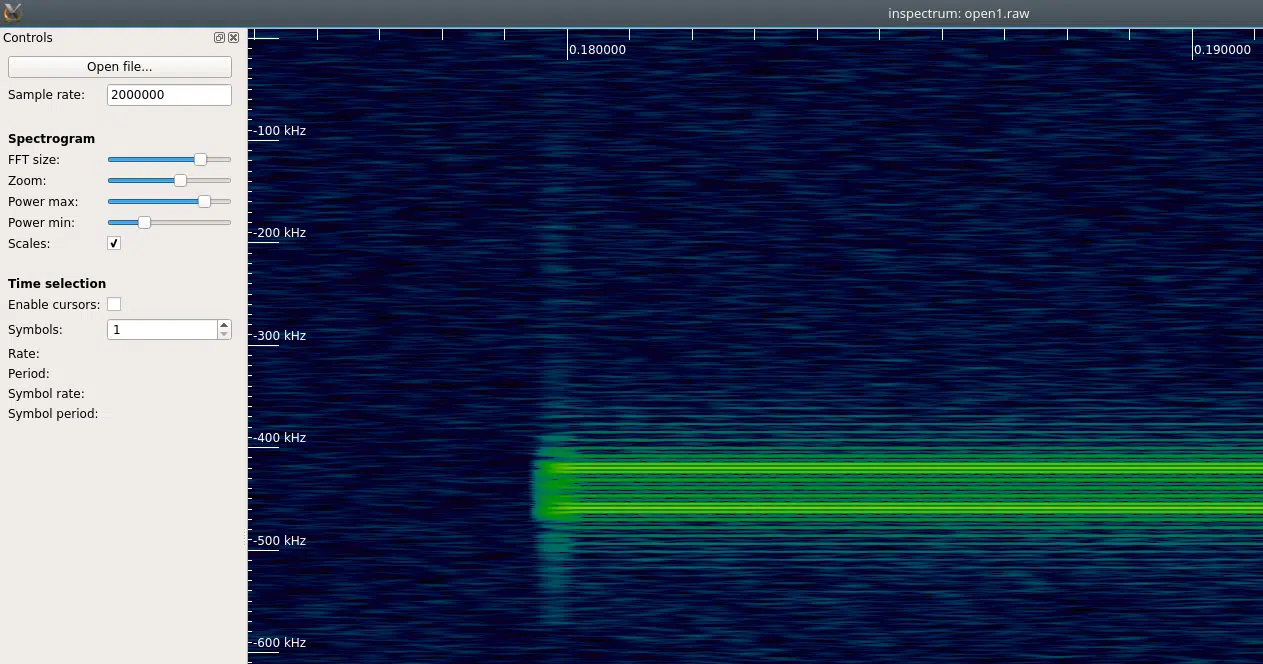 inspectrum: open1.raw
Controls
Open file...
Sample rate: 2000000
Spectrogram
FFT size:
Zoom:
Power max:
Power min:
Scales:
Time selection
Enable cursors:
Symbols: 1
Rate:
Period:
Symbol rate:
Symbol period:
0.180000
0.190000
-100 kHz
-200 kHz
-300 kHz
-400 kHz
-500 kHz
-600 kHz